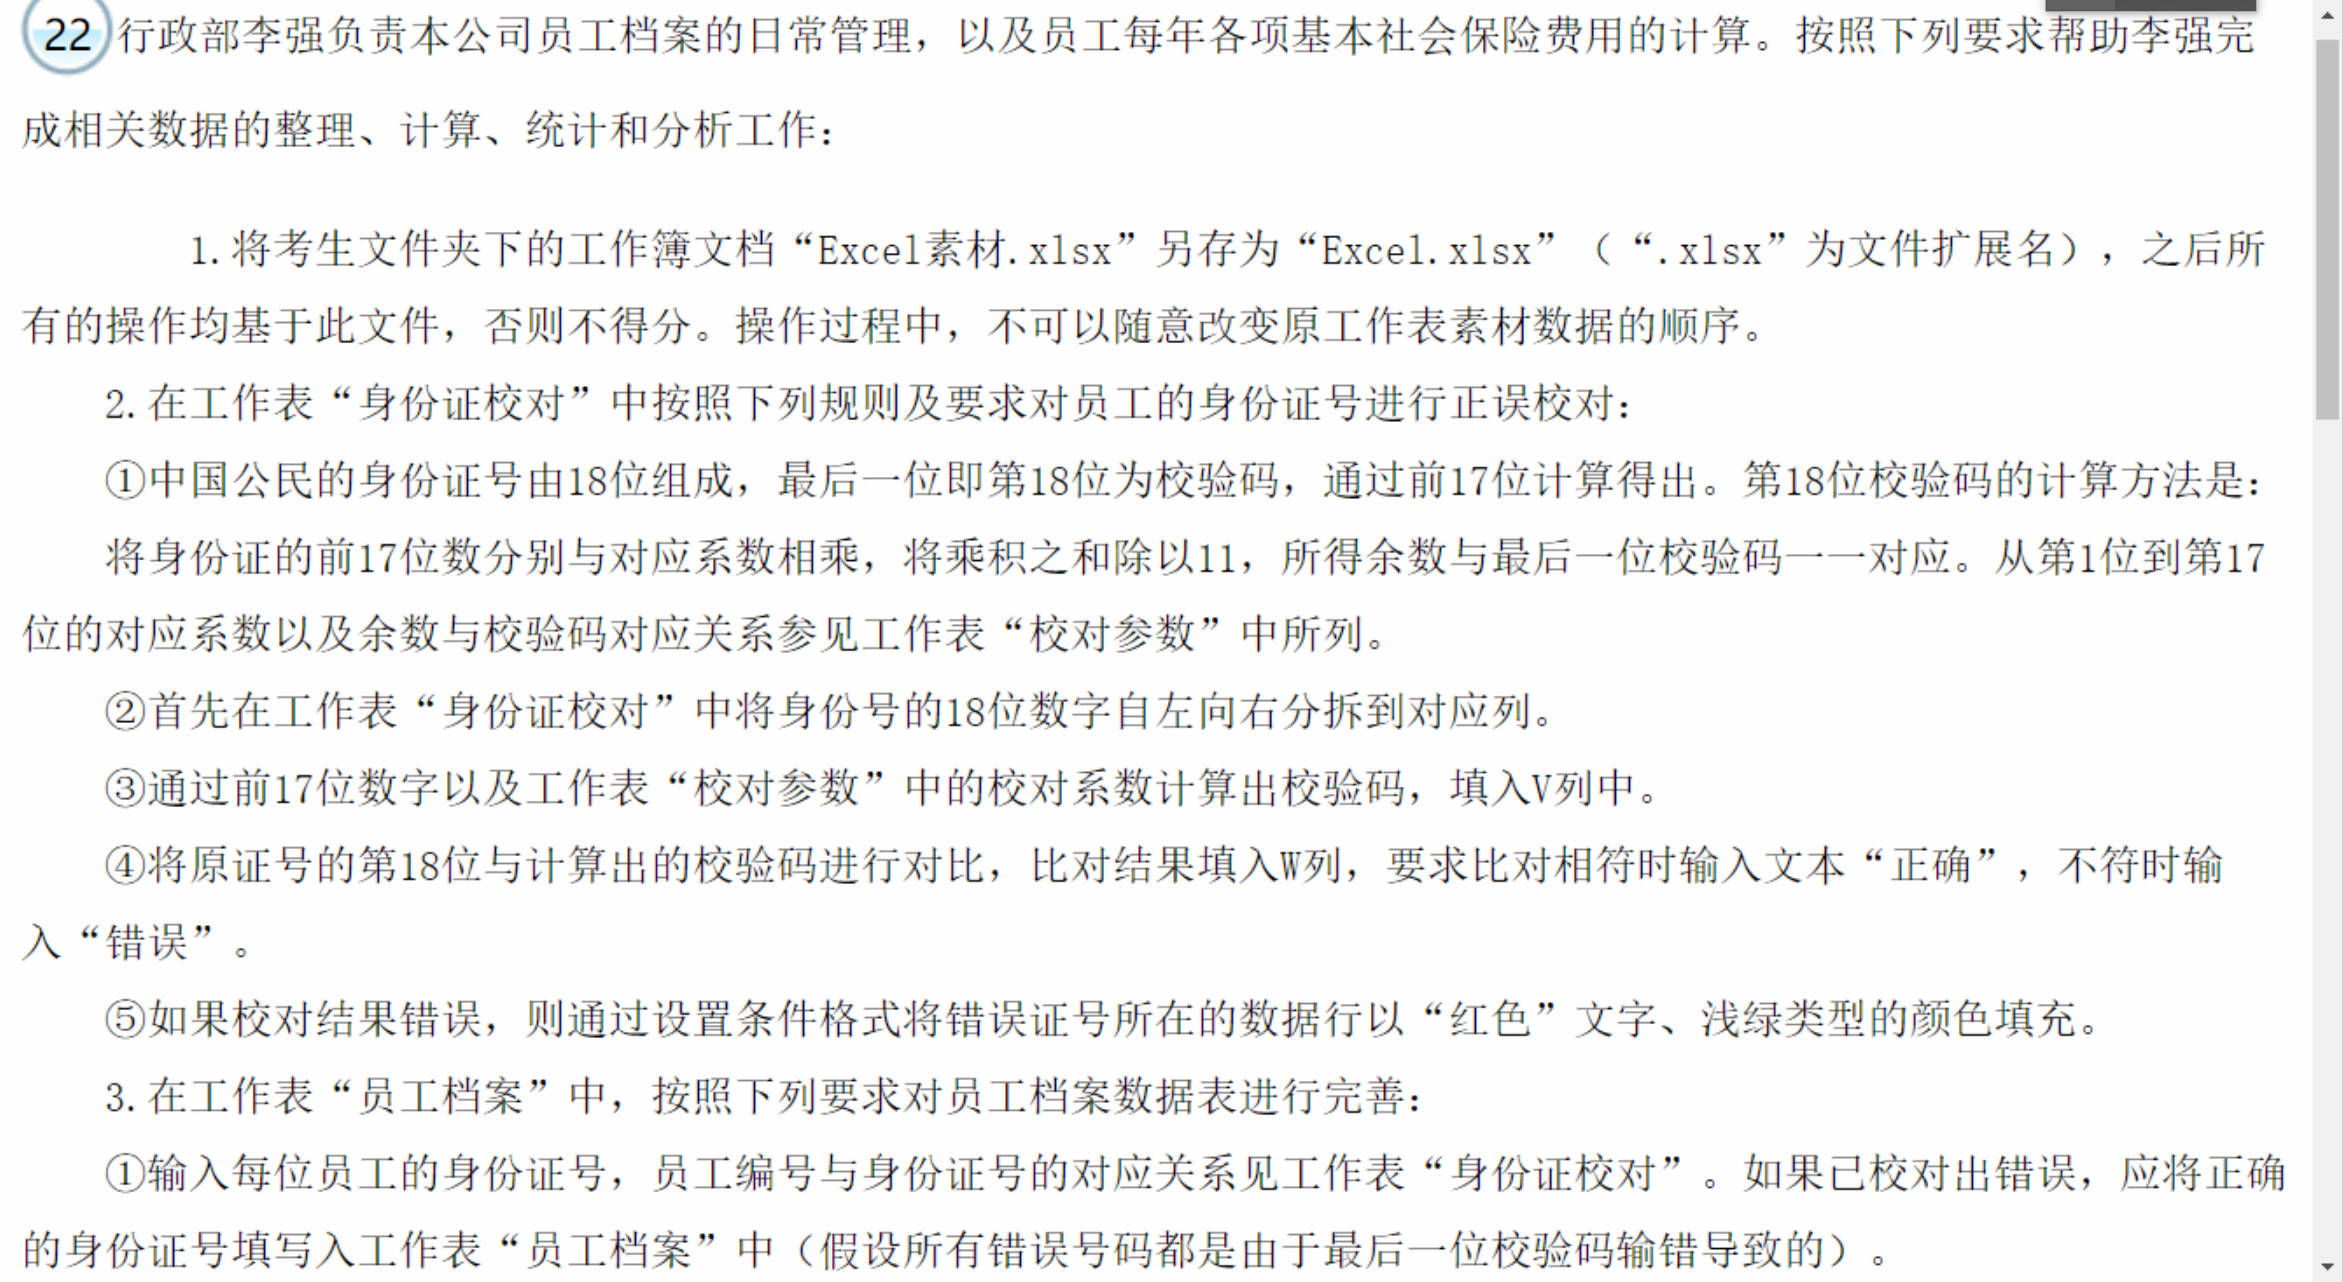 22 行政部李强负责本公司员工档案的日常管理，以及员工每年各项基本社会保险费用的计算。按照下列要求帮助李强完
成相关数据的整理、计算、统计和分析工作：
1.将考生文件夹下的工作簿文档“Excel素材.xlsx”另存为“Excel.xlsx”（“.xlsx”为文件扩展名），之后所
有的操作均基于此文件，否则不得分。操作过程中，不可以随意改变原工作表素材数据的顺序。
2.在工作表“身份证校对”中按照下列规则及要求对员工的身份证号进行正误校对：
①中国公民的身份证号由18位组成，最后一位即第18位为校验码，通过前17位计算得出。第18位校验码的计算方法是：
将身份证的前17位数分别与对应系数相乘，将乘积之和除以11，所得余数与最后一位校验码一一对应。从第1位到第17
位的对应系数以及余数与校验码对应关系参见工作表“校对参数”中所列。
②首先在工作表“身份证校对”中将身份号的18位数字自左向右分拆到对应列。
③通过前17位数字以及工作表“校对参数”中的校对系数计算出校验码，填入V列中。
④将原证号的第18位与计算出的校验码进行对比，比对结果填入W列，要求比对相符时输入文本“正确”，不符时输
入“错误”。
⑤如果校对结果错误，则通过设置条件格式将错误证号所在的数据行以“红色”文字、浅绿类型的颜色填充。
3.在工作表“员工档案”中，按照下列要求对员工档案数据表进行完善：
①输入每位员工的身份证号，员工编号与身份证号的对应关系见工作表“身份证校对”。如果已校对出错误，应将正确
的身份证号填写入工作表“员工档案”中（假设所有错误号码都是由于最后一位校验码输错导致的）。